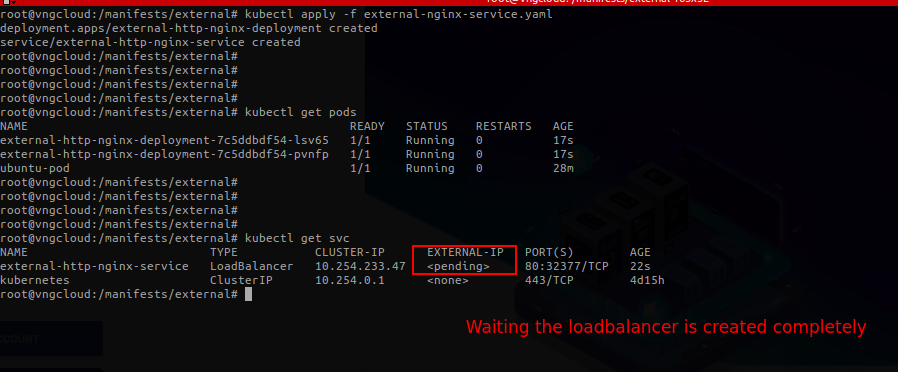 root@vngcloud:/manifests/external# kubectl apply -f external-nginx-service.yaml
deployment.apps/external-http-nginx-deployment created
service/external-http-nginx-service created
root@vngcloud:/manifests/external#
root@vngcloud:/manifests/external#
root@vngcloud:/manifests/external#
root@vngcloud:/manifests/external#
root@vngcloud:/manifests/external# kubectl get pods
NAME READY STATUS RESTARTS AGE
external-http-nginx-deployment-7c5ddbdf54-lsv65 1/1 Running 0 17s
external-http-nginx-deployment-7c5ddbdf54-pvnfp 1/1 Running 0 17s
ubuntu-pod 1/1 Running 0 28m
root@vngcloud:/manifests/external#
root@vngcloud:/manifests/external#
root@vngcloud:/manifests/external#
root@vngcloud:/manifests/external#
root@vngcloud:/manifests/external# kubectl get svc
NAME TYPE CLUSTER-IP EXTERNAL-IP PORT(S) AGE
external-http-nginx-service LoadBalancer 10.254.233.47 <pending> 80:32377/TCP 22s
kubernetes ClusterIP 10.254.0.1 <none> 443/TCP 4d15h
root@vngcloud:/manifests/external#
Waiting the loadbalancer is created completely